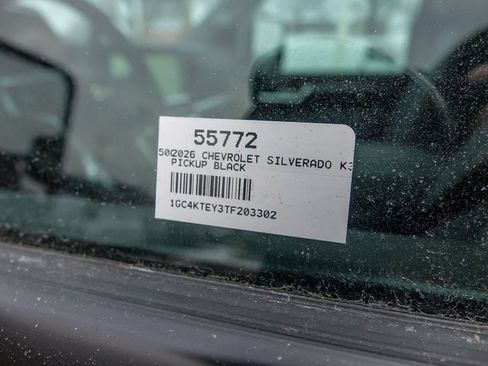 55772
5002026 CHEVROLET SILVERADO K3
PICKUP BLACK
1GC4KTEY3TF203302